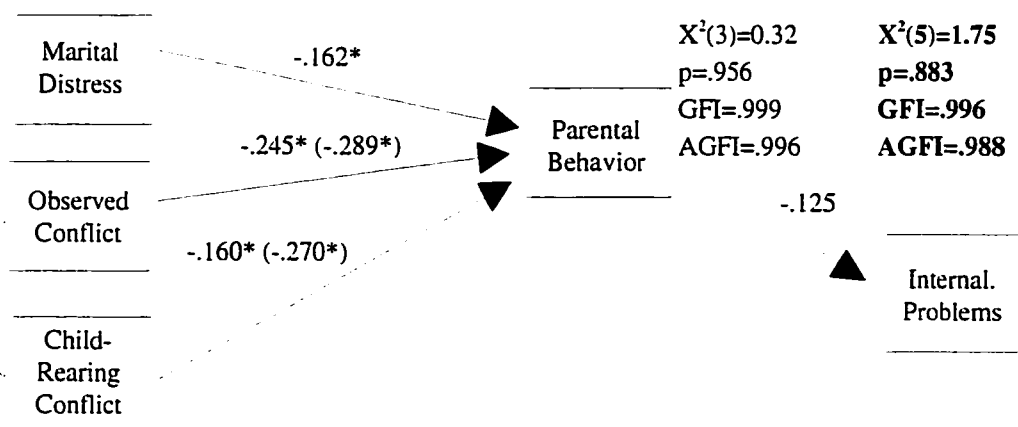 Marital
Distress
-.162*
X²(3)=0.32
p=.956
GFI=.999
AGFI=.996
X²(5)=1.75
p=.883
GFI=.996
AGFI=.988
Parental
Behavior
-.245* (-.289*)
Observed
Conflict
-.125
-.160* (-.270*)
Internal.
Problems
Child-
Rearing
Conflict